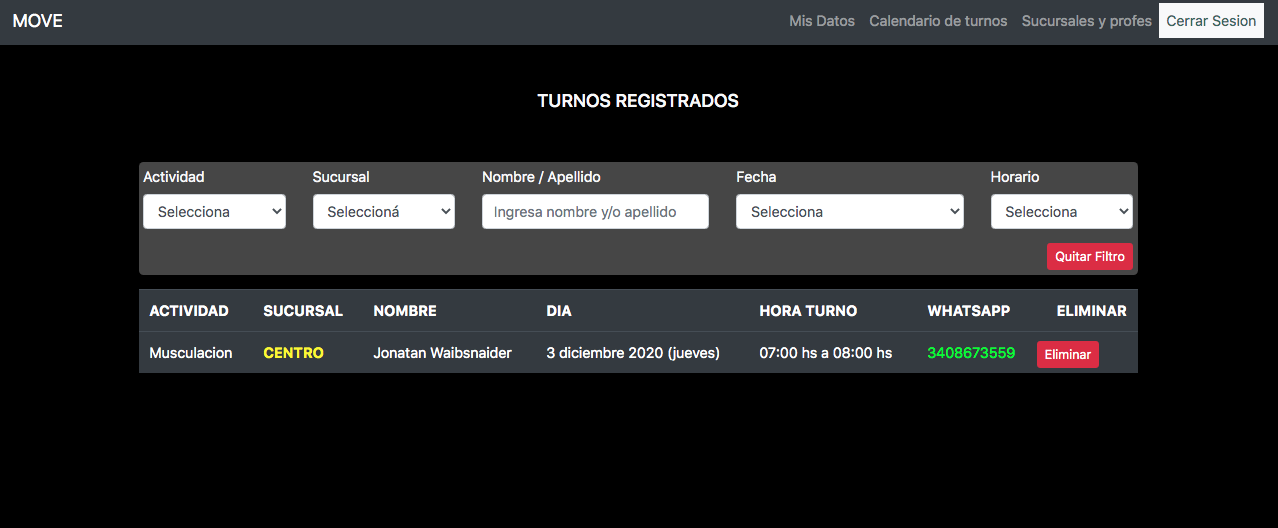 MOVE Mis Datos Calendario de turnos Sucursales y profes Cerrar Sesion
TURNOS REGISTRADOS
Actividad Sucursal Nombre / Apellido Fecha Horario
Selecciona Seleccioná Ingresa nombre y/o apellido Selecciona Selecciona
Quitar Filtro
ACTIVIDAD SUCURSAL NOMBRE DIA HORA TURNO WHATSAPP ELIMINAR
Musculacion CENTRO Jonatan Waibsnaider 3 diciembre 2020 (jueves) 07:00 hs a 08:00 hs 3408673559 Eliminar